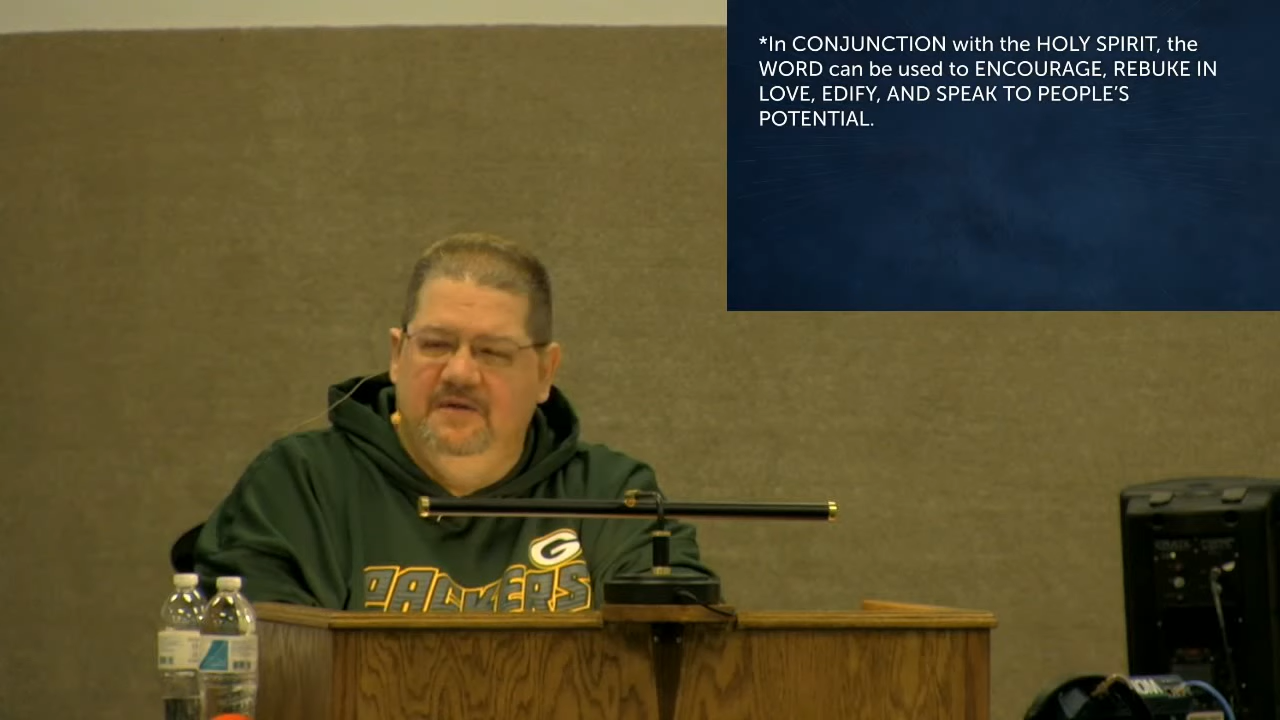 *In CONJUNCTION with the HOLY SPIRIT, the
WORD can be used to ENCOURAGE, REBUKE IN
LOVE, EDIFY, AND SPEAK TO PEOPLE'S
POTENTIAL.
G
PACKERS